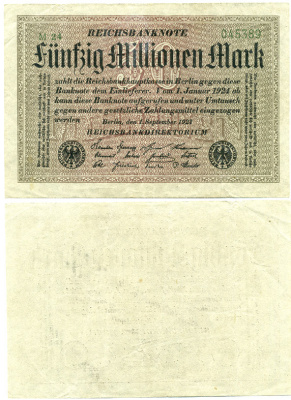 REICHSBANKNOTE
M 24 045389
Fünfzig Millionen Mark
zahlt die Reichsbankhauptkasse in Berlin gegen diese
Banknote dem Einlieferer. Vom 1. Januar 1924 ab
kann diese Banknote aufgerufen und unter Umtausch
gegen andere gesetzliche Zahlungsmittel eingezogen
werden
Berlin, den 1. September 1923
REICHSBANKDIREKTORIUM